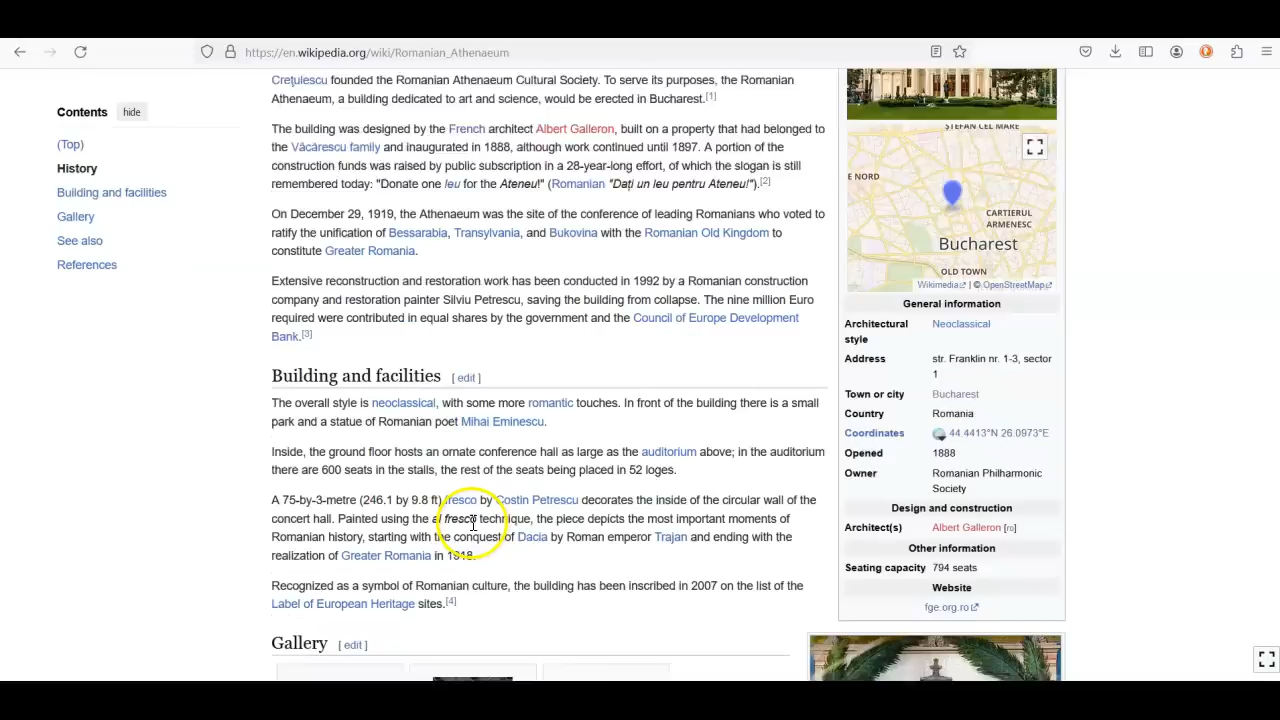 https://en.wikipedia.org/wiki/Romanian_Athenaeum
Contents hide
(Top)
History
Building and facilities
Gallery
See also
References
Crețulescu founded the Romanian Athenaeum Cultural Society. To serve its purposes, the Romanian
Athenaeum, a building dedicated to art and science, would be erected in Bucharest.[1]
The building was designed by the French architect Albert Galleron, built on a property that had belonged to
the Văcărescu family and inaugurated in 1888, although work continued until 1897. A portion of the
construction funds was raised by public subscription in a 28-year-long effort, of which the slogan is still
remembered today: "Donate one leu for the Ateneu!" (Romanian "Dați un leu pentru Ateneu!").[2]
On December 29, 1919, the Athenaeum was the site of the conference of leading Romanians who voted to
ratify the unification of Bessarabia, Transylvania, and Bukovina with the Romanian Old Kingdom to
constitute Greater Romania.
Extensive reconstruction and restoration work has been conducted in 1992 by a Romanian construction
company and restoration painter Silviu Petrescu, saving the building from collapse. The nine million Euro
required were contributed in equal shares by the government and the Council of Europe Development
Bank.[3]
Building and facilities [ edit ]
The overall style is neoclassical, with some more romantic touches. In front of the building there is a small
park and a statue of Romanian poet Mihai Eminescu.
Inside, the ground floor hosts an ornate conference hall as large as the auditorium above; in the auditorium
there are 600 seats in the stalls, the rest of the seats being placed in 52 loges.
A 75-by-3-metre (246.1 by 9.8 ft) fresco by Costin Petrescu decorates the inside of the circular wall of the
concert hall. Painted using the al fresco technique, the piece depicts the most important moments of
Romanian history, starting with the conquest of Dacia by Roman emperor Trajan and ending with the
realization of Greater Romania in 1918.
Recognized as a symbol of Romanian culture, the building has been inscribed in 2007 on the list of the
Label of European Heritage sites.[4]
Gallery [ edit ]
ȘTEFAN CEL MARE
E NORD
CARTIERUL
ARMENESC
Bucharest
OLD TOWN
Wikimedia | © OpenStreetMap
General information
Architectural style Neoclassical
Address str. Franklin nr. 1-3, sector 1
Town or city Bucharest
Country Romania
Coordinates 44.4413°N 26.0973°E
Opened 1888
Owner Romanian Philharmonic Society
Design and construction
Architect(s) Albert Galleron [ro]
Other information
Seating capacity 794 seats
Website
fge.org.ro